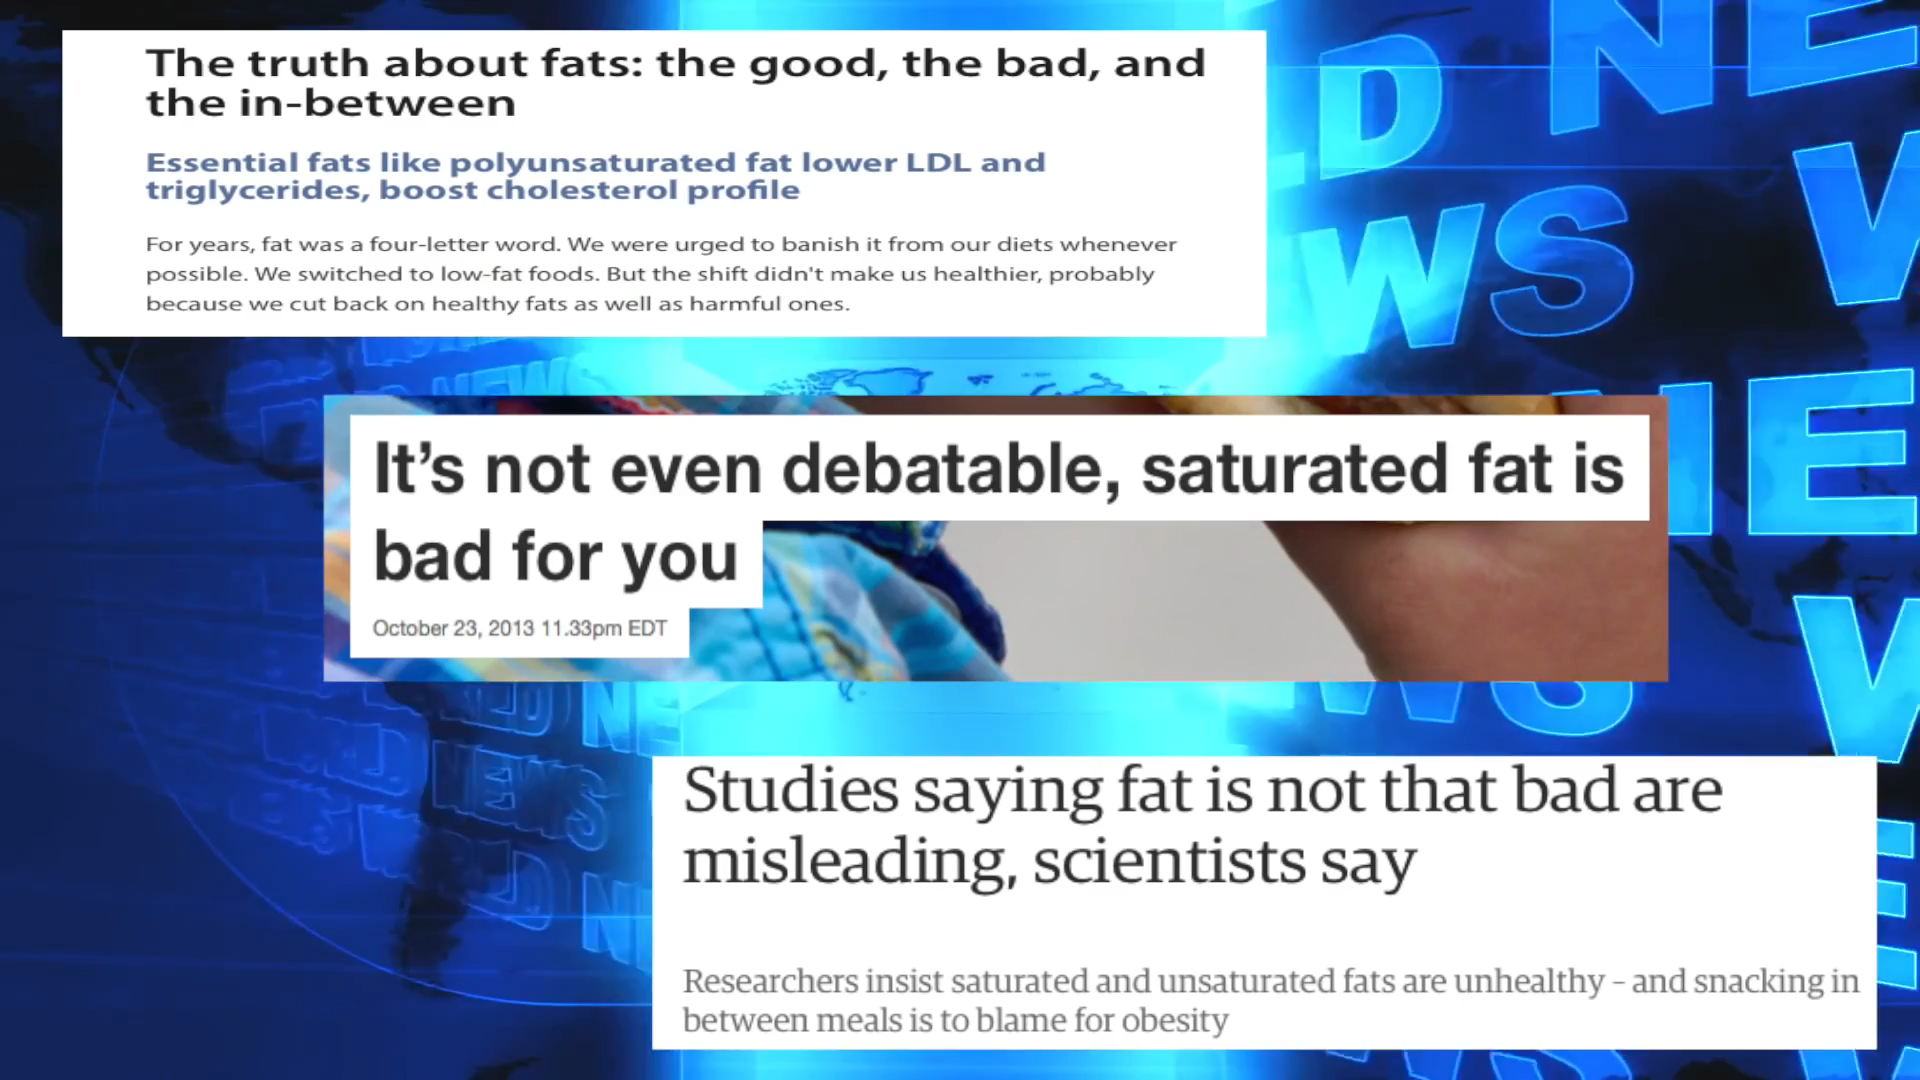 The truth about fats: the good, the bad, and
the in-between
Essential fats like polyunsaturated fat lower LDL and
triglycerides, boost cholesterol profile
For years, fat was a four-letter word. We were urged to banish it from our diets whenever
possible. We switched to low-fat foods. But the shift didn't make us healthier, probably
because we cut back on healthy fats as well as harmful ones.
It's not even debatable, saturated fat is
bad for you
October 23, 2013 11.33pm EDT
Studies saying fat is not that bad are
misleading, scientists say
Researchers insist saturated and unsaturated fats are unhealthy – and snacking in
between meals is to blame for obesity
NEWS